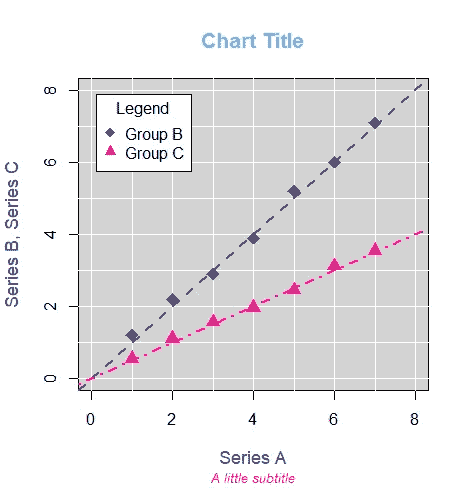 Chart Title
Series B, Series C
8
6
4
2
0
Legend
Group B
Group C
0 2 4 6 8
Series A
A little subtitle